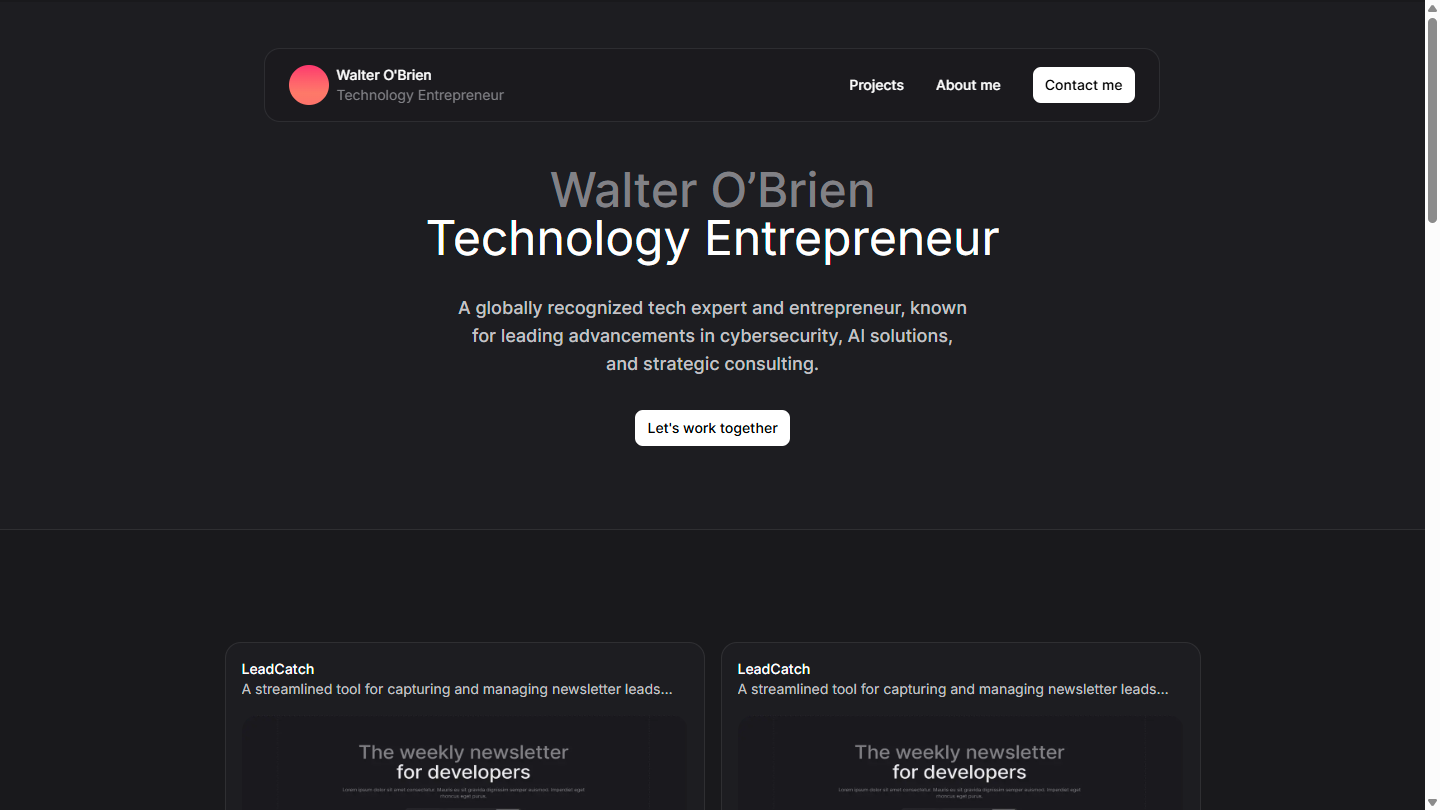 Walter O'Brien
Technology Entrepreneur
Projects
About me
Contact me
Walter O’Brien
Technology Entrepreneur
A globally recognized tech expert and entrepreneur, known
for leading advancements in cybersecurity, AI solutions,
and strategic consulting.
Let's work together
LeadCatch
A streamlined tool for capturing and managing newsletter leads...
The weekly newsletter
for developers
LeadCatch
A streamlined tool for capturing and managing newsletter leads...
The weekly newsletter
for developers